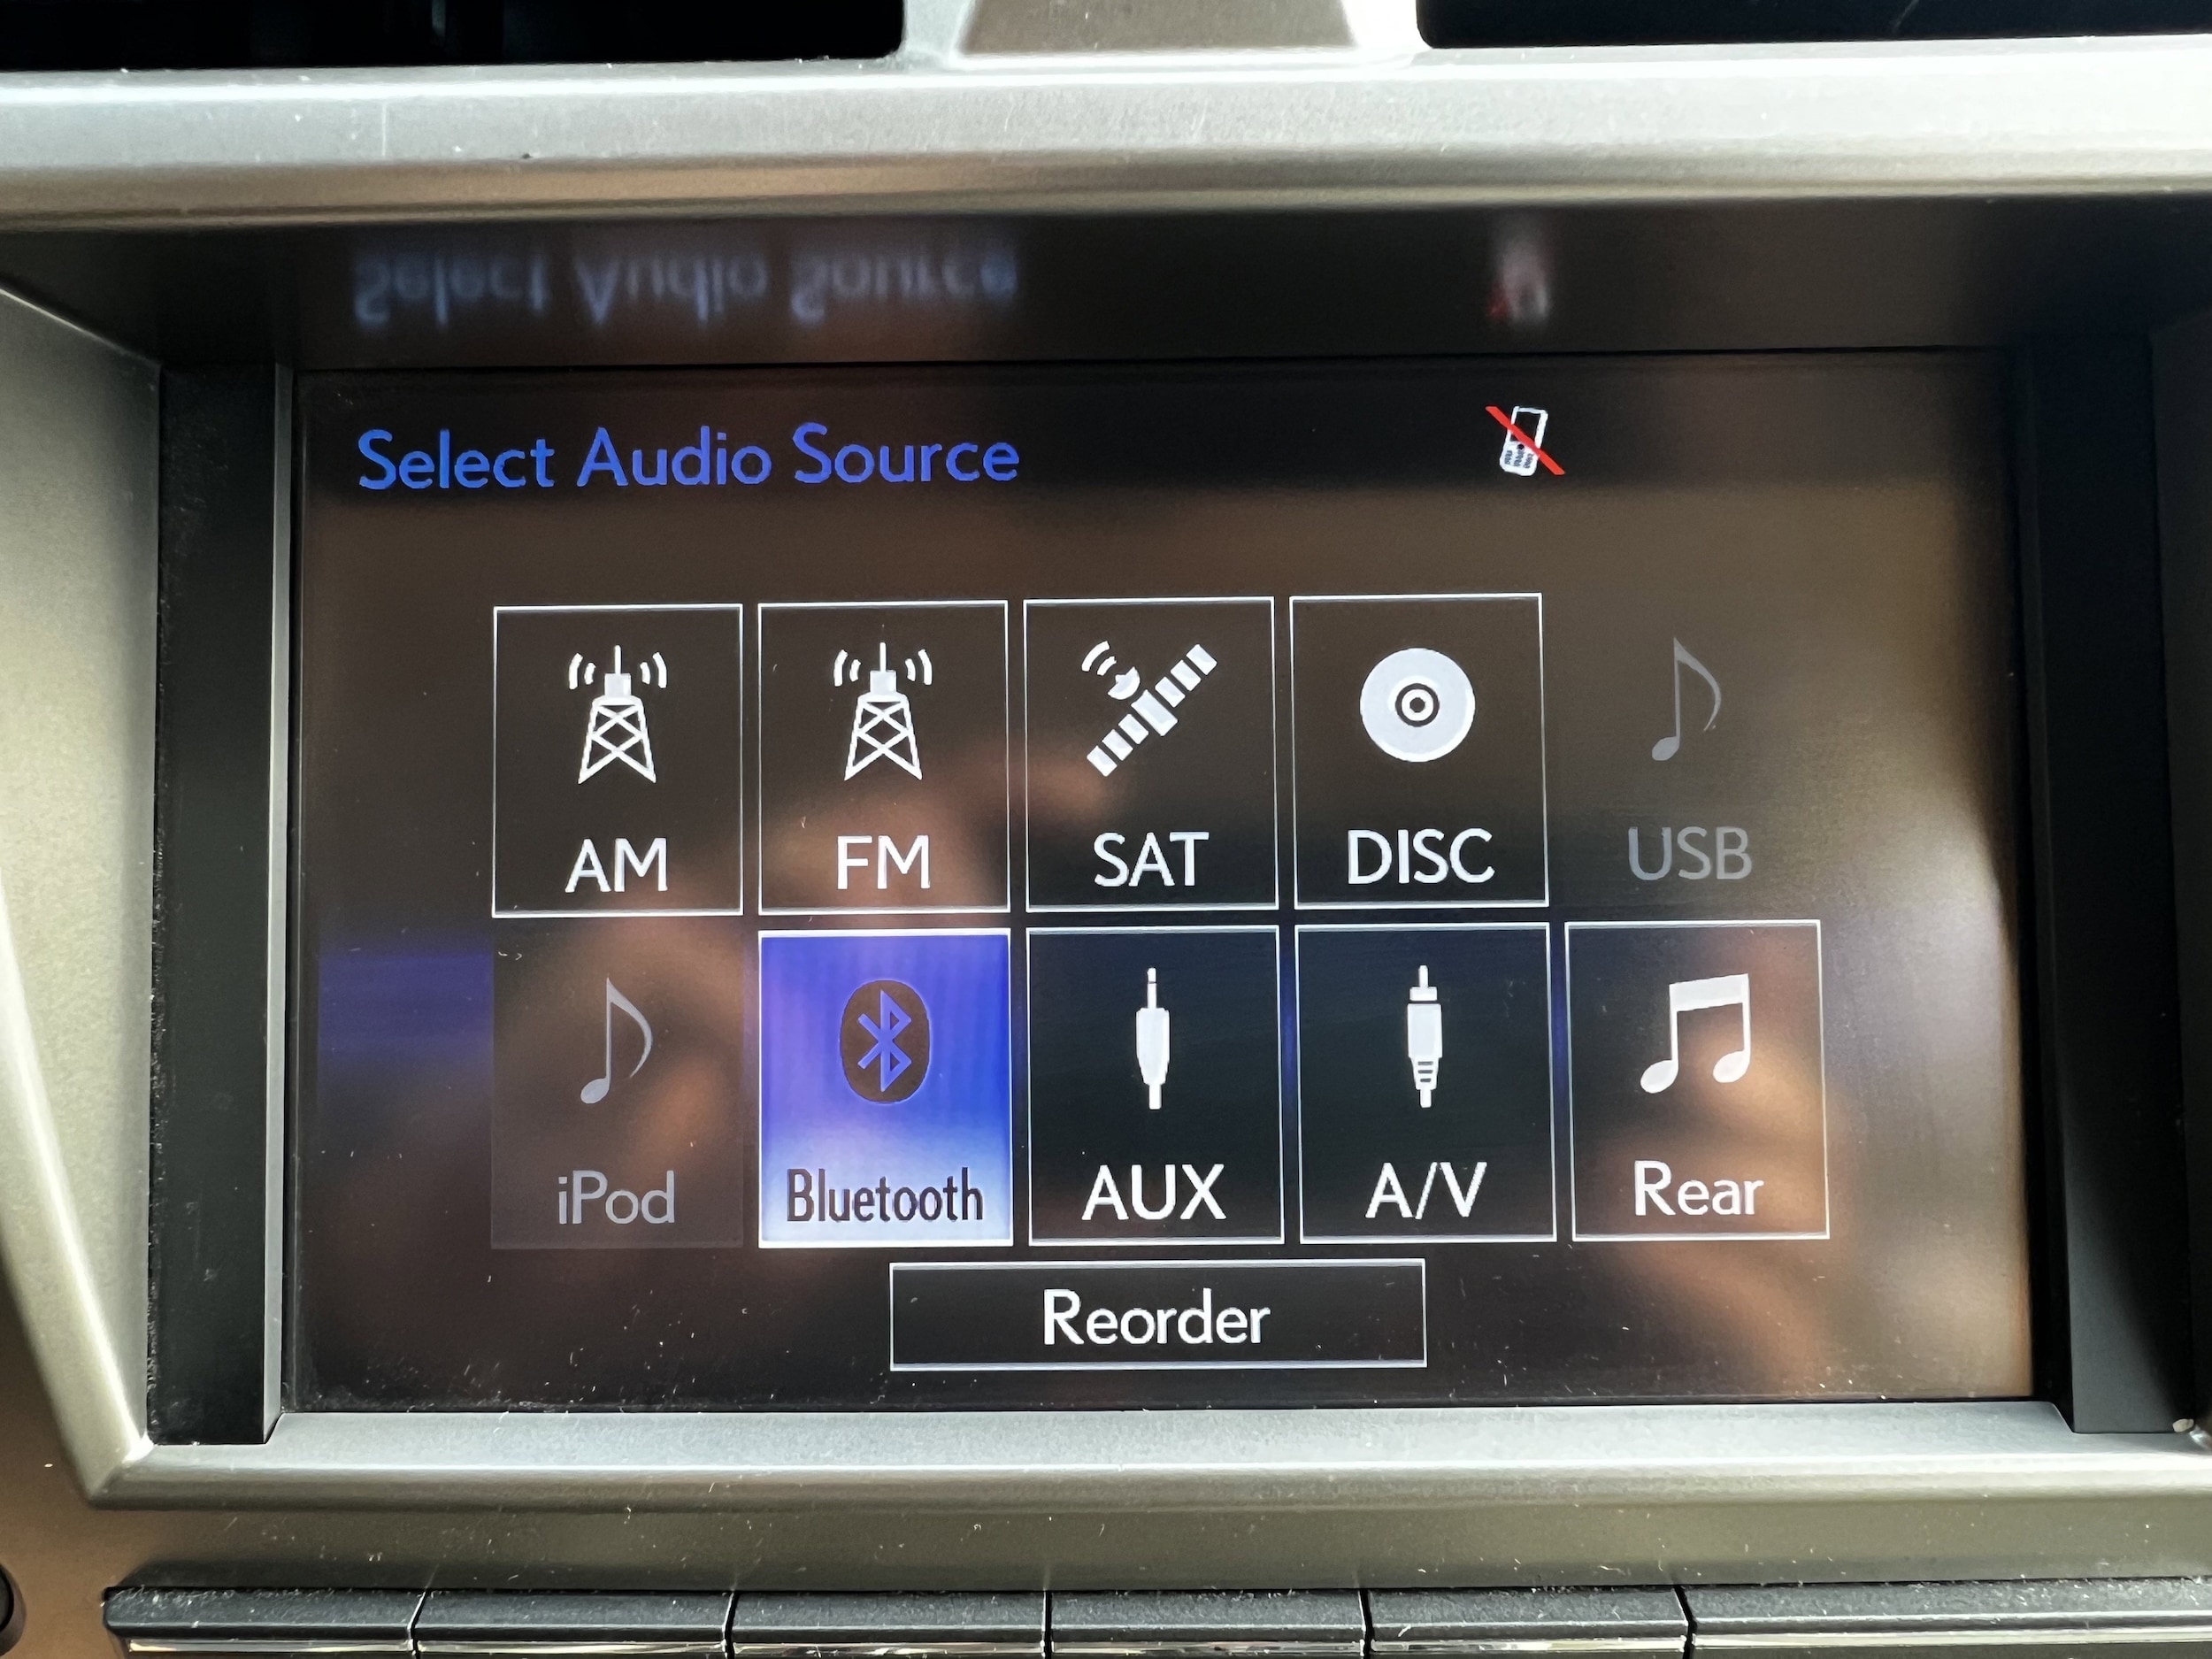 Select Audio Source
AM FM SAT DISC USB
iPod Bluetooth AUX A/V Rear
Reorder